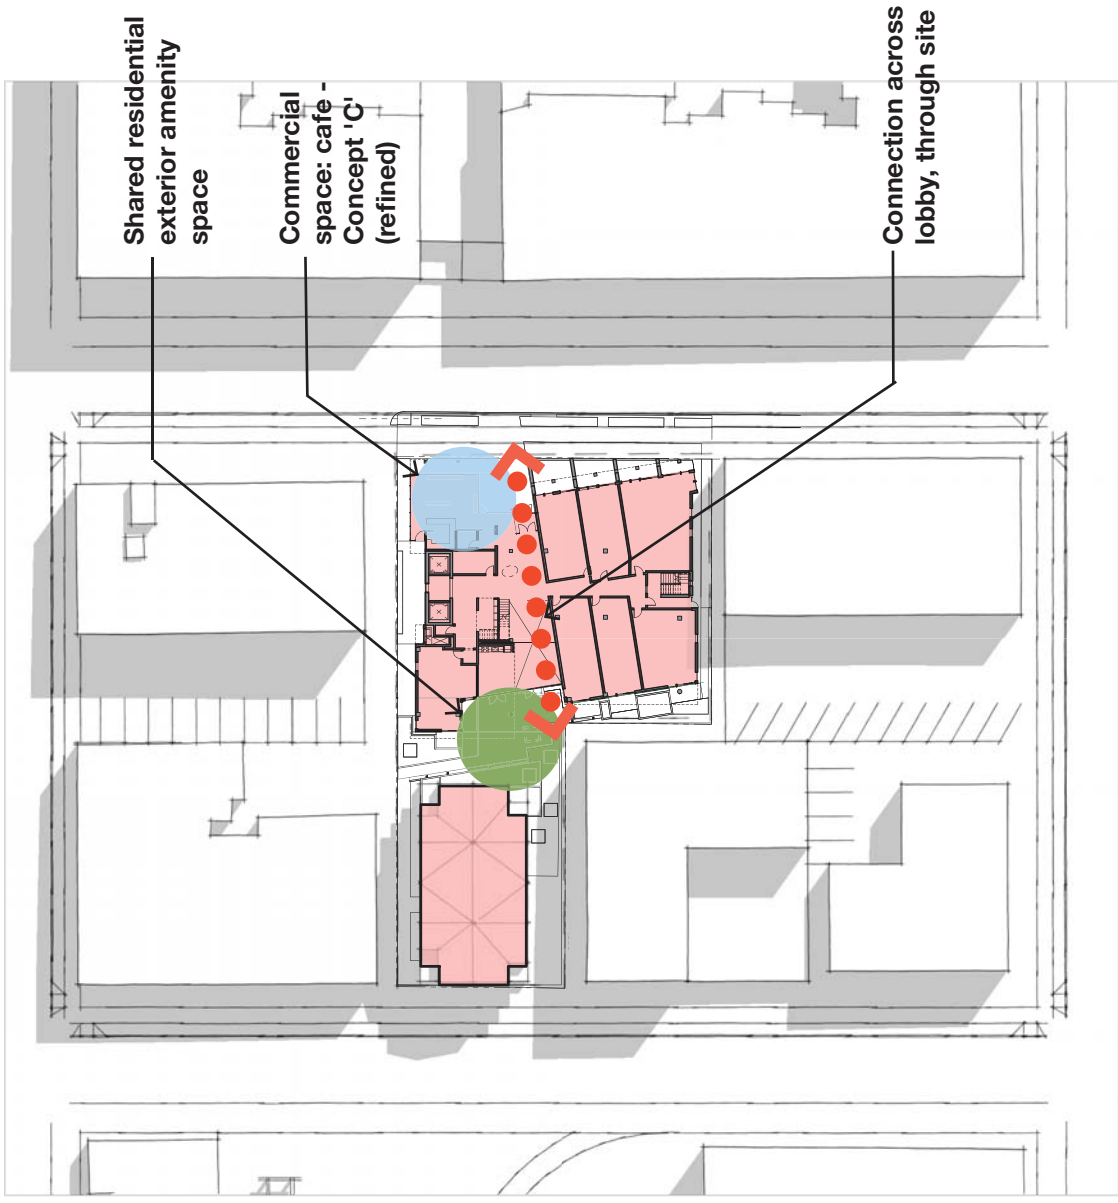 Shared residential
exterior amenity
space
Commercial
space: cafe -
Concept 'C'
(refined)
Connection across
lobby, through site